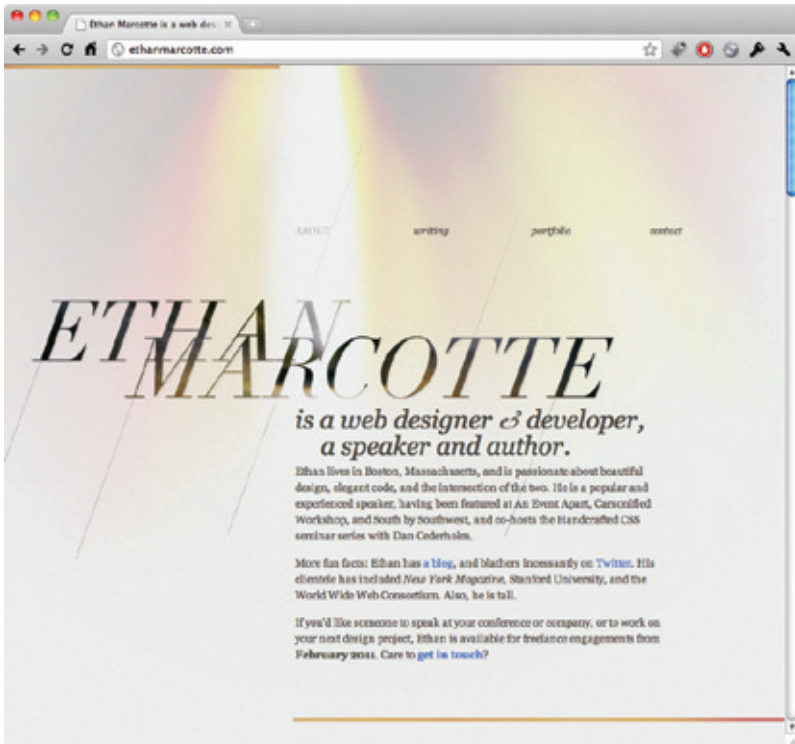 Ethan Marcotte is a web des
ethanmarcotte.com
ABOUT writing portfolio contact
ETHAN
MARCOTTE
is a web designer & developer,
a speaker and author.
Ethan lives in Boston, Massachusetts, and is passionate about beautiful
design, elegant code, and the intersection of the two. He is a popular and
experienced speaker, having been featured at An Event Apart, Carsonified
Workshop, and South by Southwest, and co-hosts the Handcrafted CSS
seminar series with Dan Cederholm.
More fun facts: Ethan has a blog, and blathers incessantly on Twitter. His
clientele has included New York Magazine, Stanford University, and the
World Wide Web Consortium. Also, he is tall.
If you'd like someone to speak at your conference or company, or to work on
your next design project, Ethan is available for freelance engagements from
February 2011. Care to get in touch?